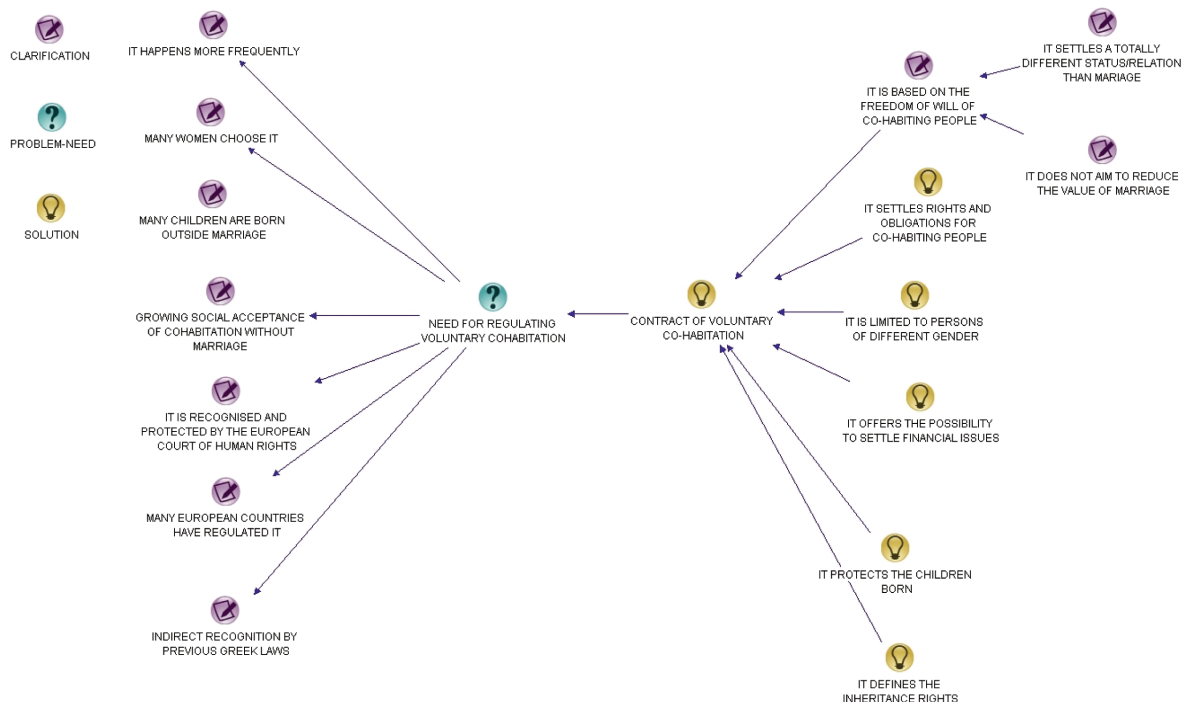 CLARIFICATION
PROBLEM-NEED
SOLUTION
IT HAPPENS MORE FREQUENTLY
MANY WOMEN CHOOSE IT
MANY CHILDREN ARE BORN
OUTSIDE MARRIAGE
GROWING SOCIAL ACCEPTANCE
OF COHABITATION WITHOUT
MARRIAGE
IT IS RECOGNISED AND
PROTECTED BY THE EUROPEAN
COURT OF HUMAN RIGHTS
MANY EUROPEAN COUNTRIES
HAVE REGULATED IT
INDIRECT RECOGNITION BY
PREVIOUS GREEK LAWS
NEED FOR REGULATING
VOLUNTARY COHABITATION
CONTRACT OF VOLUNTARY
CO-HABITATION
IT IS BASED ON THE
FREEDOM OF WILL OF
CO-HABITING PEOPLE
IT SETTLES A TOTALLY
DIFFERENT STATUS/RELATION
THAN MARIAGE
IT DOES NOT AIM TO REDUCE
THE VALUE OF MARRIAGE
IT SETTLES RIGHTS AND
OBLIGATIONS FOR
CO-HABITING PEOPLE
IT IS LIMITED TO PERSONS
OF DIFFERENT GENDER
IT OFFERS THE POSSIBILITY
TO SETTLE FINANCIAL ISSUES
IT PROTECTS THE CHILDREN
BORN
IT DEFINES THE
INHERITANCE RIGHTS